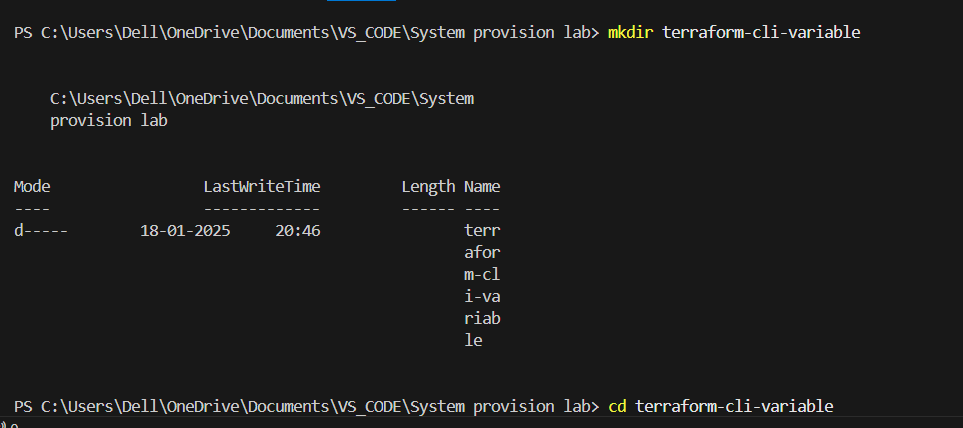 PS C:\Users\Dell\OneDrive\Documents\VS_CODE\System provision lab> mkdir terraform-cli-variable
C:\Users\Dell\OneDrive\Documents\VS_CODE\System
provision lab
Mode LastWriteTime Length Name
---- ------------- ------ ----
d----- 18-01-2025 20:46 terr
afor
m-cl
i-va
riab
le
PS C:\Users\Dell\OneDrive\Documents\VS_CODE\System provision lab> cd terraform-cli-variable